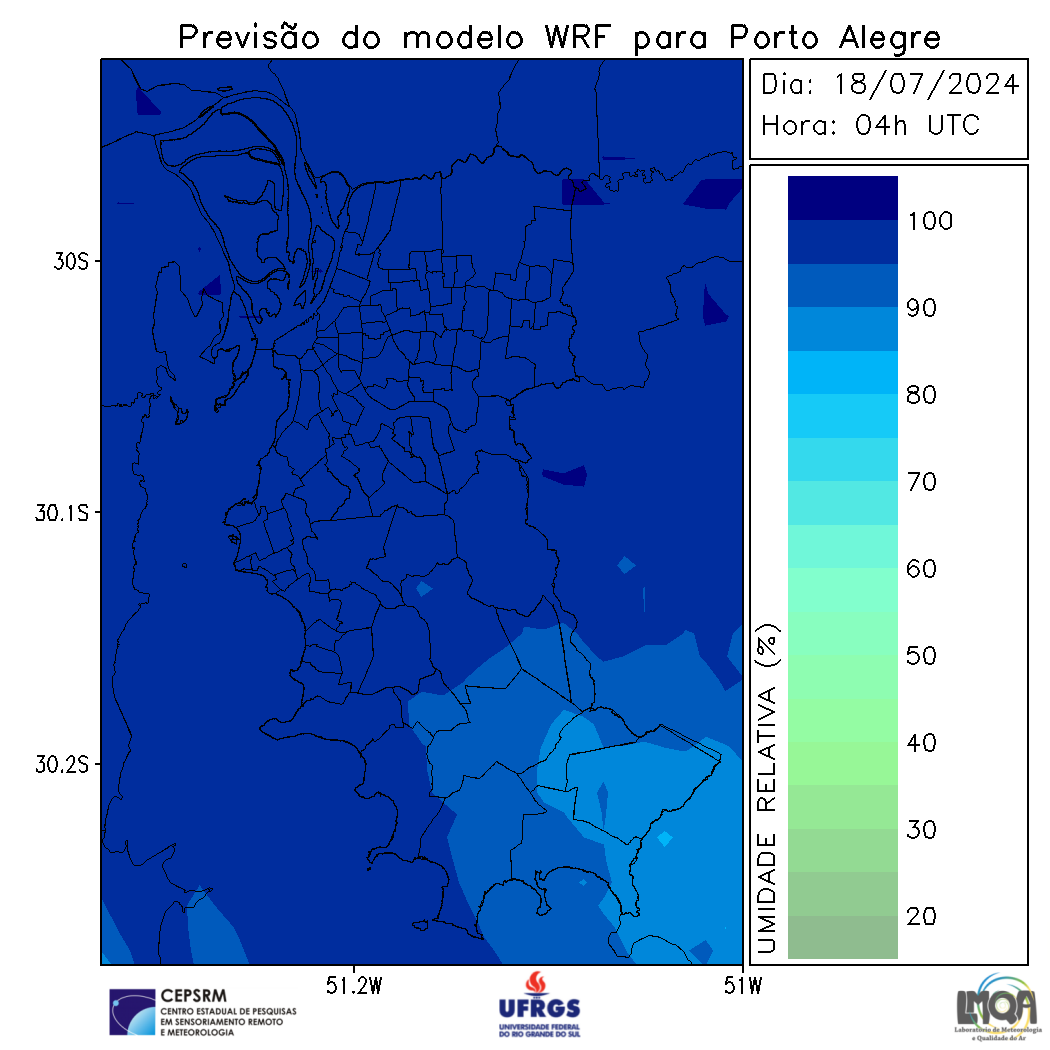 Previsão do modelo WRF para Porto Alegre
Dia: 18/07/2024
Hora: 04h UTC
100
90
80
70
60
50
40
30
20
UMIDADE RELATIVA (%)
30S
30.1S
30.2S
51.2W
51W
CEPSRM
CENTRO ESTADUAL DE PESQUISAS
EM SENSORIAMENTO REMOTO
E METEOROLOGIA
UFRGS
UNIVERSIDADE FEDERAL
DO RIO GRANDE DO SUL
LMQA
Laboratório de Meteorologia
e Qualidade do Ar